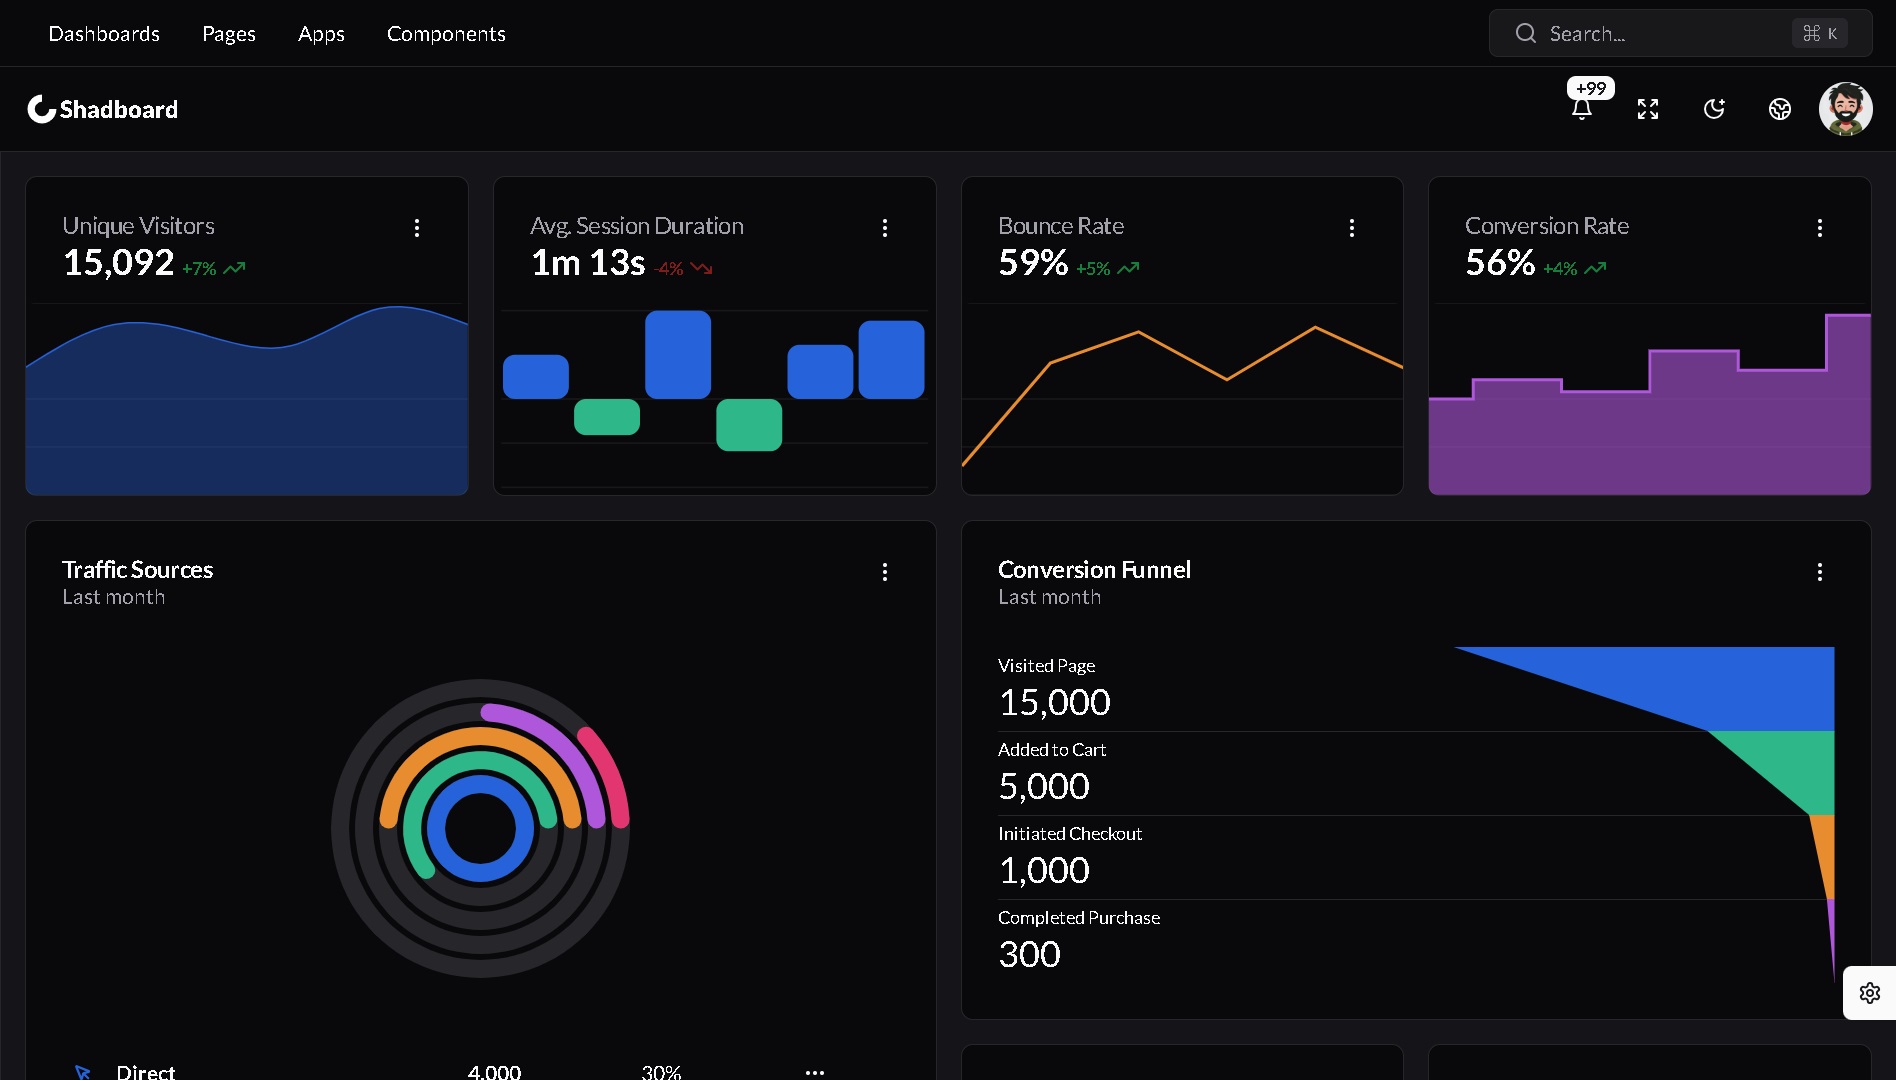 Dashboards Pages Apps Components Search... ⌘ K
Shadboard +99
Unique Visitors
15,092 +7%
Avg. Session Duration
1m 13s -4%
Bounce Rate
59% +5%
Conversion Rate
56% +4%
Traffic Sources
Last month
Direct 4,000 30%
Conversion Funnel
Last month
Visited Page
15,000
Added to Cart
5,000
Initiated Checkout
1,000
Completed Purchase
300